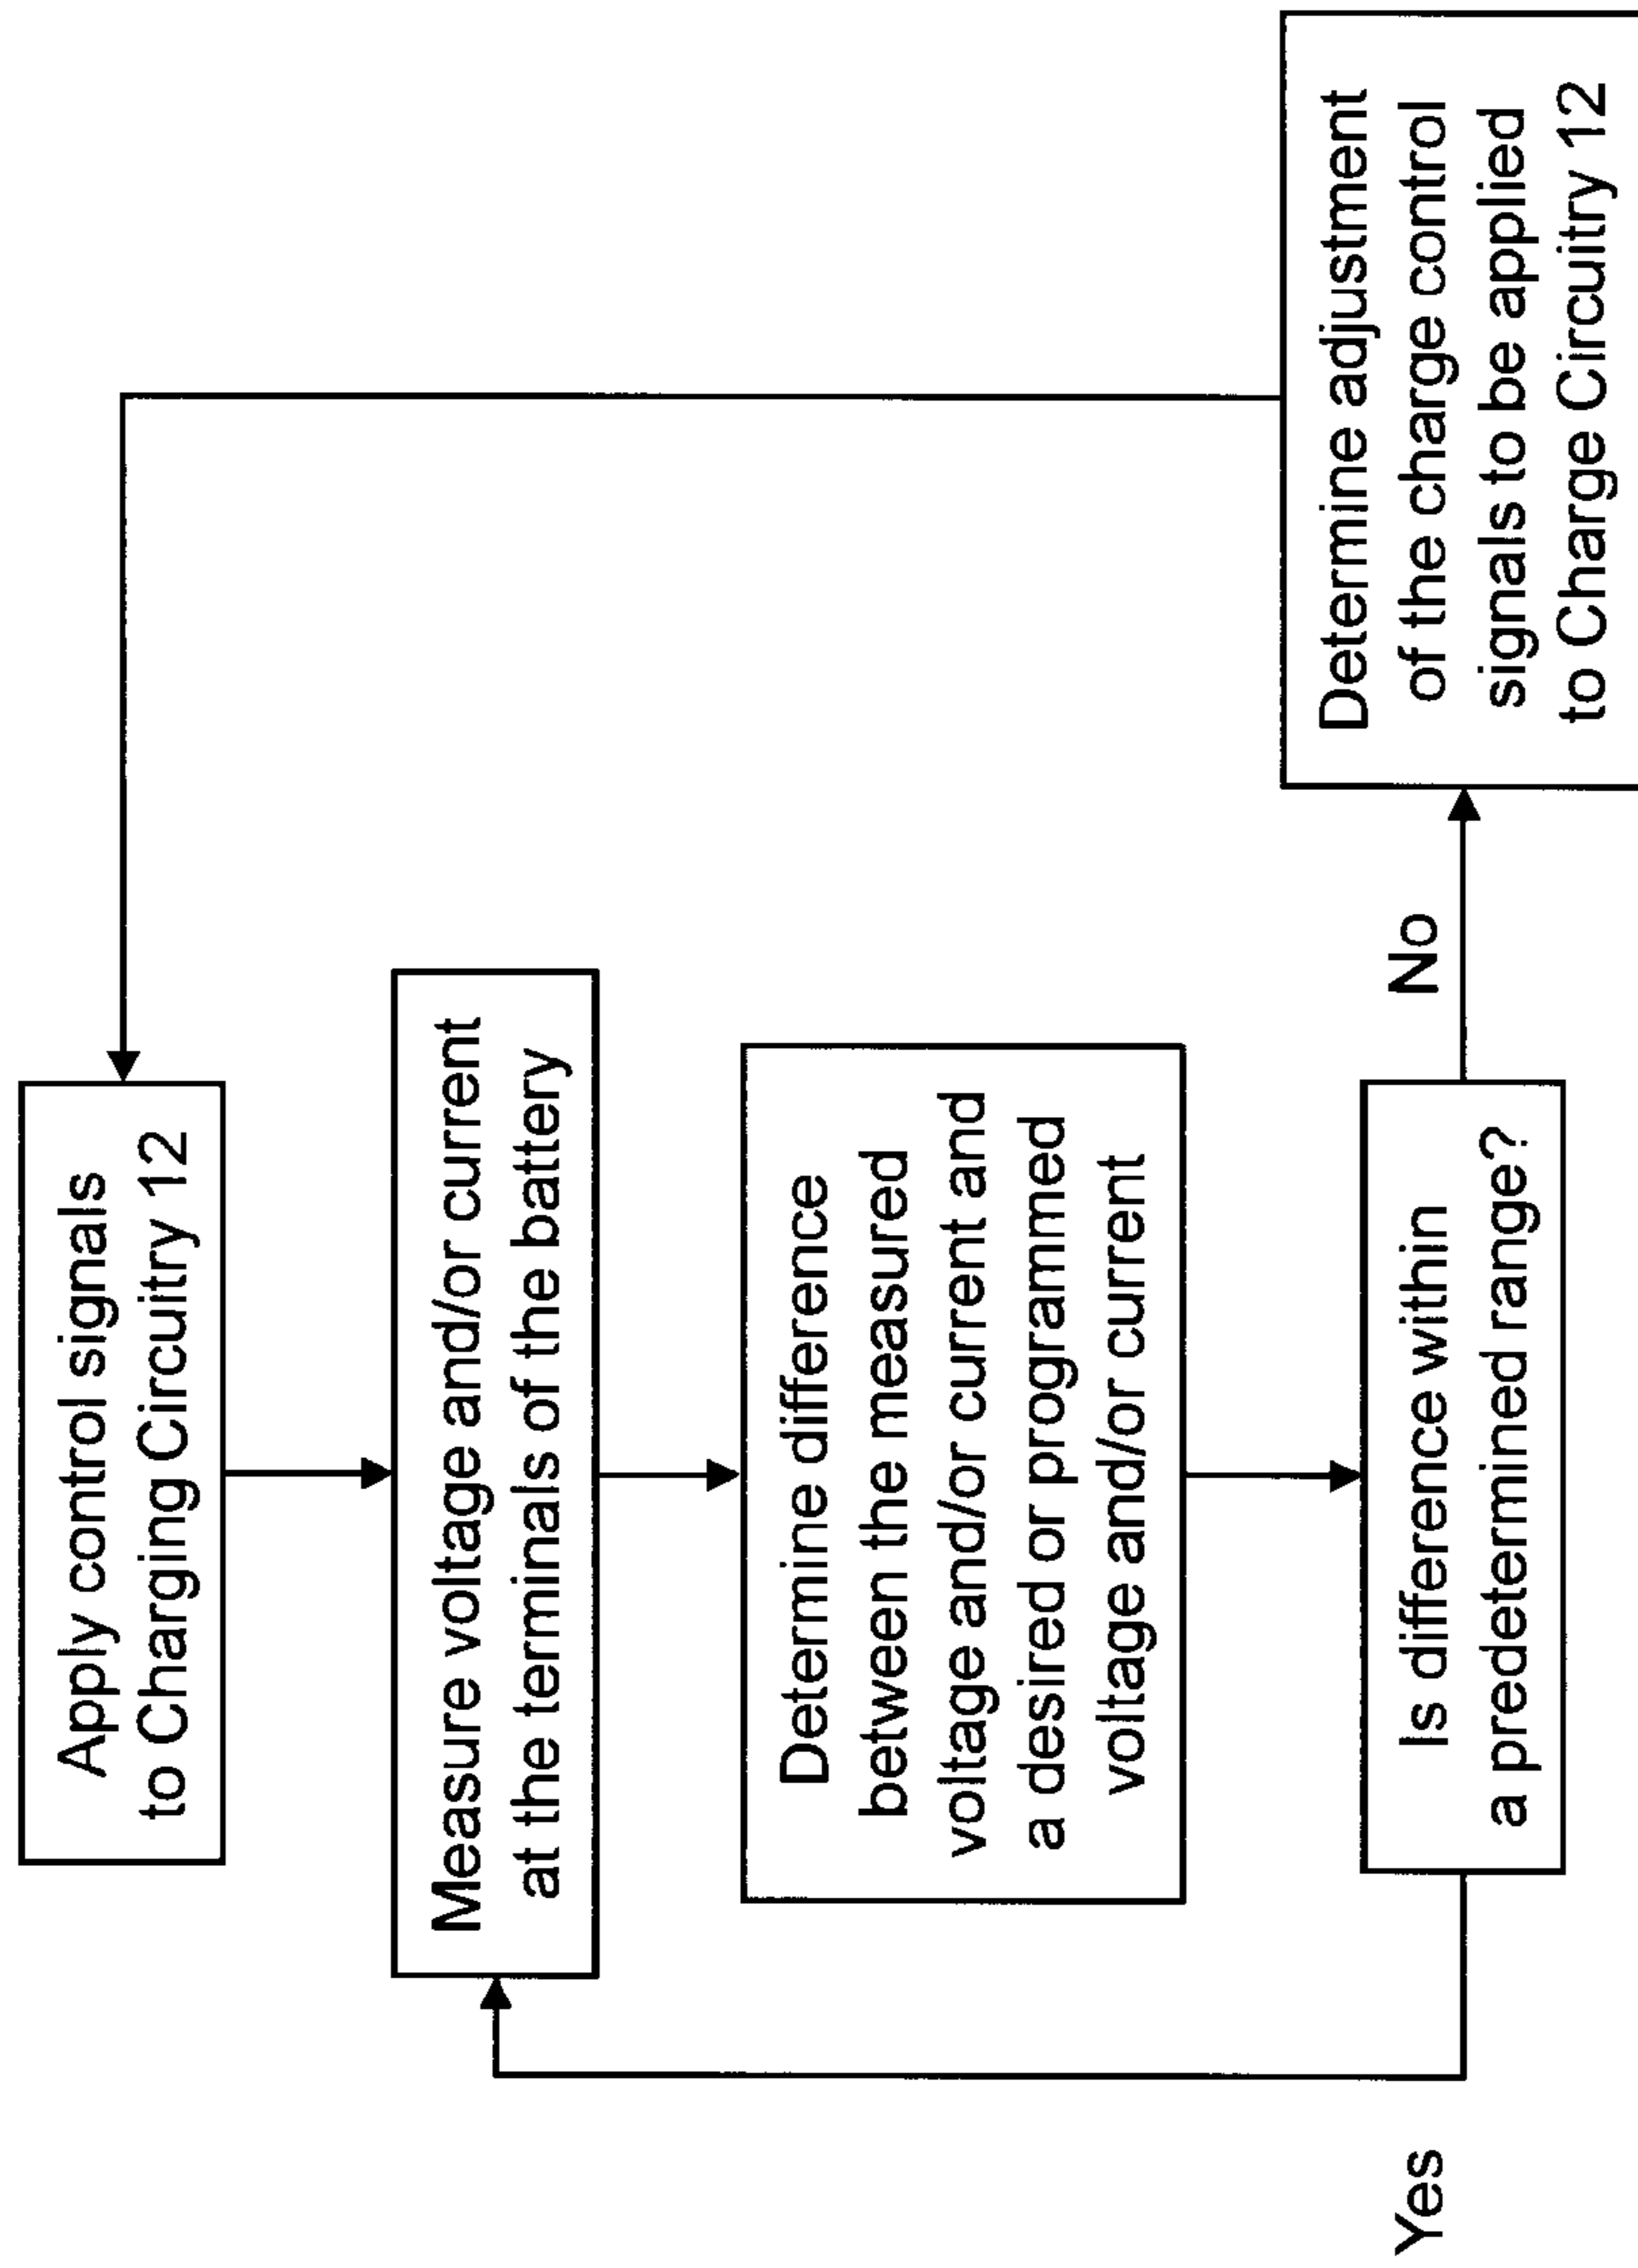 Apply control signals
to Charging Circuitry 12
Measure voltage and/or current
at the terminals of the battery
Determine difference
between the measured
voltage and/or current and
a desired or programmed
voltage and/or current
Is difference within
a predetermined range?
Yes
No
Determine adjustment
of the charge control
signals to be applied
to Charge Circuitry 12